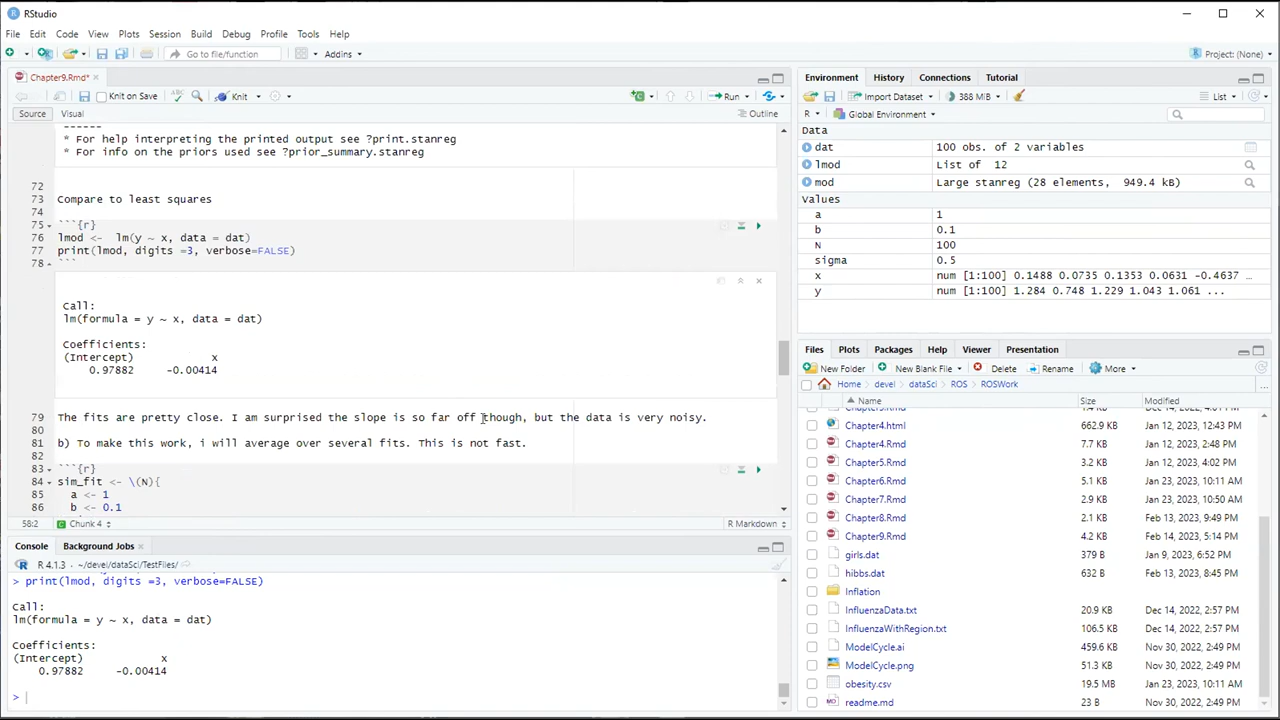 RStudio
File Edit Code View Plots Session Build Debug Profile Tools Help
Go to file/function Addins Project: (None)
Chapter9.Rmd*
Knit on Save Knit Run
Source Visual Outline
------
* For help interpreting the printed output see ?print.stanreg
* For info on the priors used see ?prior_summary.stanreg
72
73 Compare to least squares
74
75 ```{r}
76 lmod <- lm(y ~ x, data = dat)
77 print(lmod, digits =3, verbose=FALSE)
78 ```
Call:
lm(formula = y ~ x, data = dat)
Coefficients:
(Intercept) x
0.97882 -0.00414
79 The fits are pretty close. I am surprised the slope is so far off though, but the data is very noisy.
80
81 b) To make this work, i will average over several fits. This is not fast.
82
83 ```{r}
84 sim_fit <- \(N){
85 a <- 1
86 b <- 0.1
58:2 Chunk 4 R Markdown
Console Background Jobs
R 4.1.3 · ~/devel/dataSci/TestFiles/
> print(lmod, digits =3, verbose=FALSE)
Call:
lm(formula = y ~ x, data = dat)
Coefficients:
(Intercept) x
0.97882 -0.00414
>
Environment History Connections Tutorial
Import Dataset 388 MiB List
R Global Environment
Data
dat 100 obs. of 2 variables
lmod List of 12
mod Large stanreg (28 elements, 949.4 kB)
Values
a 1
b 0.1
N 100
sigma 0.5
x num [1:100] 0.1488 0.0735 0.1353 0.0631 -0.4637 ...
y num [1:100] 1.284 0.748 1.229 1.043 1.061 ...
Files Plots Packages Help Viewer Presentation
New Folder New Blank File Delete Rename More
Home devel dataSci ROS ROSWork ...
Name Size Modified
Chapter4.html 662.9 KB Jan 12, 2023, 12:43 PM
Chapter4.Rmd 7.2 KB Jan 12, 2023, 2:48 PM
Chapter5.Rmd 3.2 KB Jan 12, 2023, 4:02 PM
Chapter6.Rmd 5.1 KB Jan 23, 2023, 10:11 AM
Chapter7.Rmd 2.9 KB Jan 23, 2023, 10:50 AM
Chapter8.Rmd 2.1 KB Feb 13, 2023, 9:49 PM
Chapter9.Rmd 4.2 KB Feb 14, 2023, 5:14 PM
girls.dat 379 B Jan 9, 2023, 6:52 PM
hibbs.dat 632 B Feb 13, 2023, 8:45 PM
Inflation
InfluenzaData.txt 20.9 KB Dec 14, 2022, 2:57 PM
InfluenzaWithRegion.txt 106.5 KB Dec 14, 2022, 2:57 PM
ModelCycle.ai 459.6 KB Nov 30, 2022, 2:49 PM
ModelCycle.png 51.3 KB Nov 30, 2022, 2:49 PM
obesity.csv 19.5 MB Jan 23, 2023, 10:11 AM
readme.md 23 B Nov 30, 2022, 2:49 PM